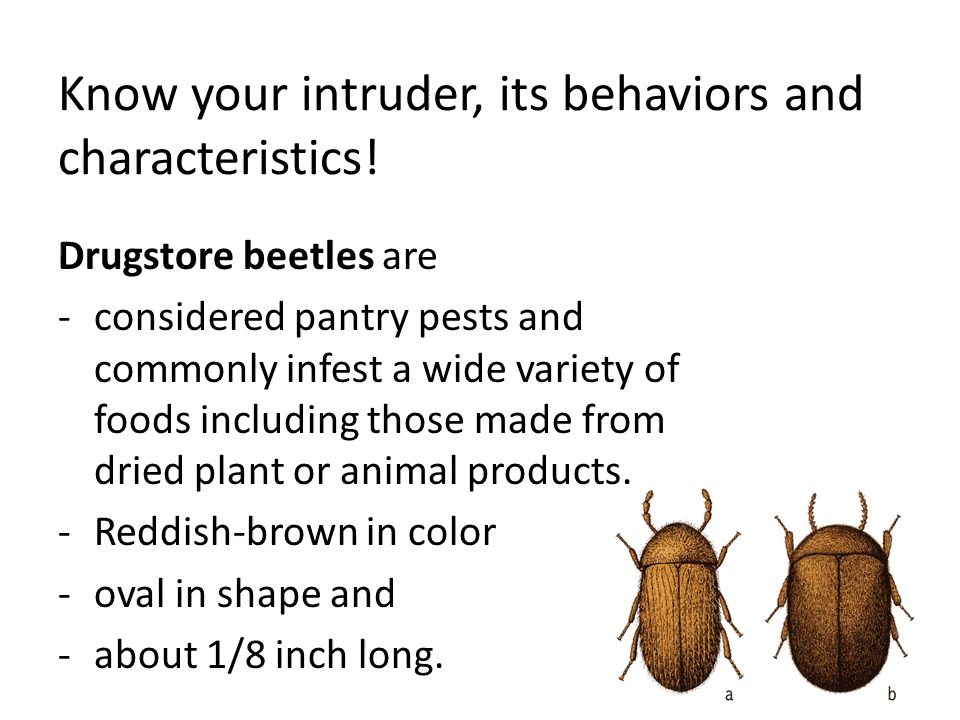 Know your intruder, its behaviors and
characteristics!
Drugstore beetles are
- considered pantry pests and
commonly infest a wide variety of
foods including those made from
dried plant or animal products.
- Reddish-brown in color
- oval in shape and
- about 1/8 inch long.
a b